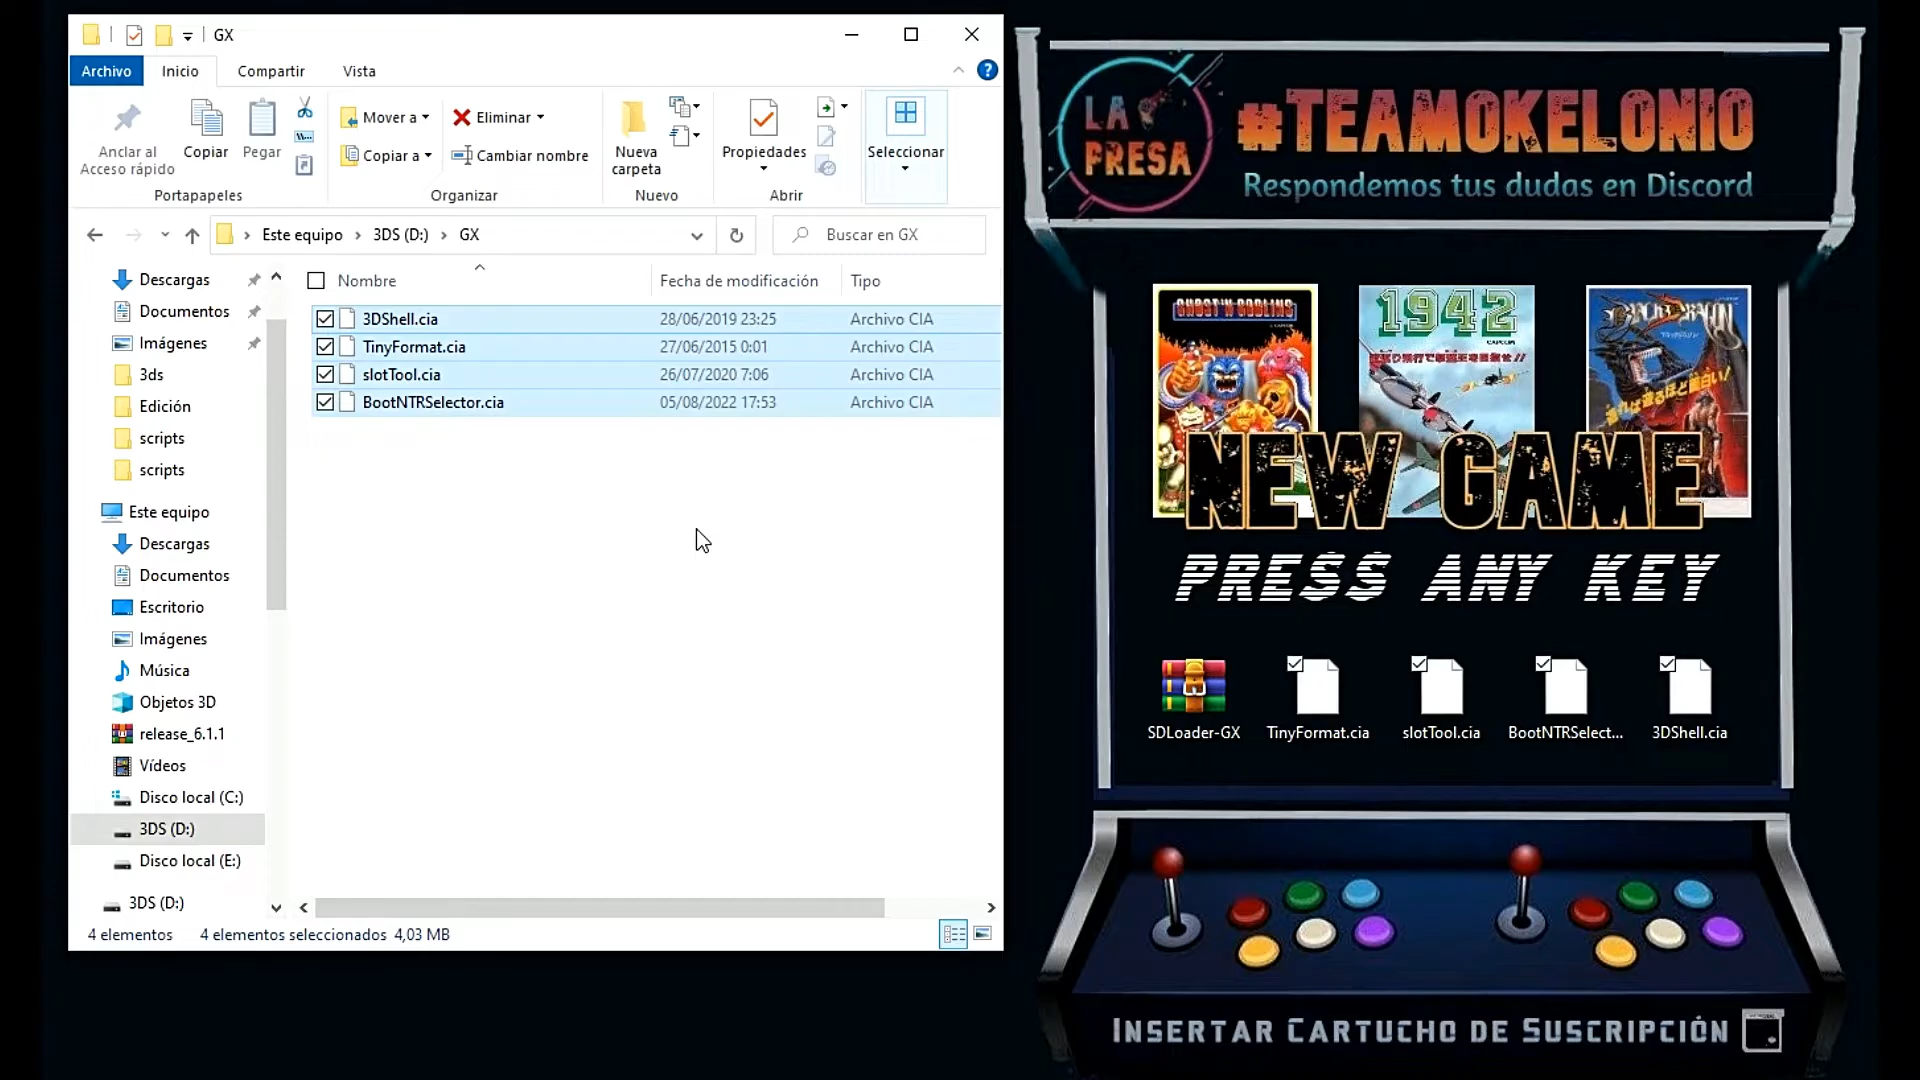 GX
Archivo
Inicio
Compartir
Vista
Anclar al
Acceso rápido
Copiar
Pegar
Mover a
Copiar a
Eliminar
Cambiar nombre
Nueva
carpeta
Propiedades
Seleccionar
Portapapeles
Organizar
Nuevo
Abrir
Este equipo > 3DS (D:) > GX
Buscar en GX
Nombre
Fecha de modificación
Tipo
3DShell.cia 28/06/2019 23:25 Archivo CIA
TinyFormat.cia 27/06/2015 0:01 Archivo CIA
slotTool.cia 26/07/2020 7:06 Archivo CIA
BootNTRSelector.cia 05/08/2022 17:53 Archivo CIA
Descargas
Documentos
Imágenes
3ds
Edición
scripts
scripts
Este equipo
Descargas
Documentos
Escritorio
Imágenes
Música
Objetos 3D
release_6.1.1
Vídeos
Disco local (C:)
3DS (D:)
Disco local (E:)
3DS (D:)
4 elementos
4 elementos seleccionados 4,03 MB
LA
PRESA
#TEAMOKELONIO
Respondemos tus dudas en Discord
GHOST'N GOBLINS
1942
CAPCOM
NEW GAME
PRESS ANY KEY
SDLoader-GX
TinyFormat.cia
slotTool.cia
BootNTRSelect...
3DShell.cia
INSERTAR CARTUCHO DE SUSCRIPCIÓN